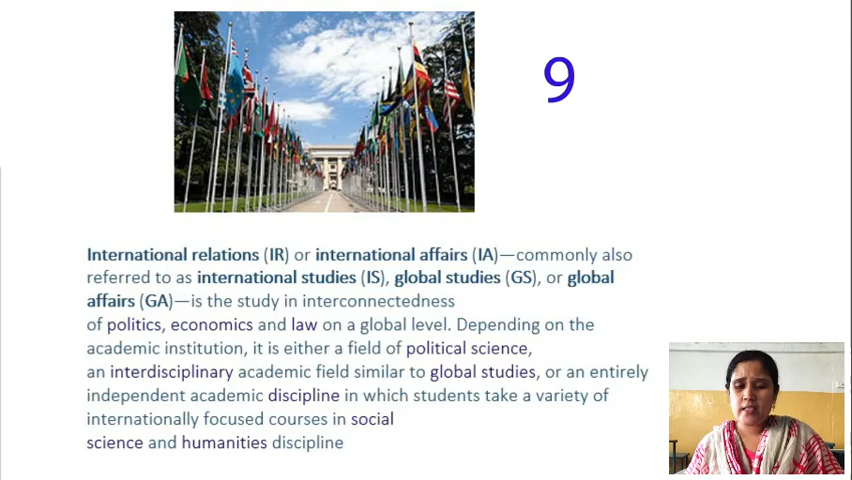 9
International relations (IR) or international affairs (IA)—commonly also
referred to as international studies (IS), global studies (GS), or global
affairs (GA)—is the study in interconnectedness
of politics, economics and law on a global level. Depending on the
academic institution, it is either a field of political science,
an interdisciplinary academic field similar to global studies, or an entirely
independent academic discipline in which students take a variety of
internationally focused courses in social
science and humanities discipline